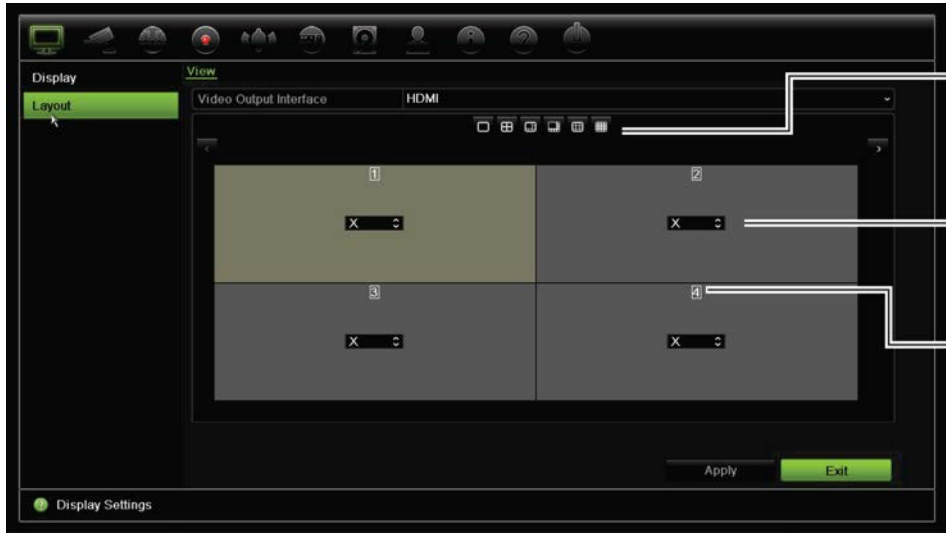 Display
View
Layout
Video Output Interface HDMI
1 2
X X
3 4
X X
Apply Exit
Display Settings